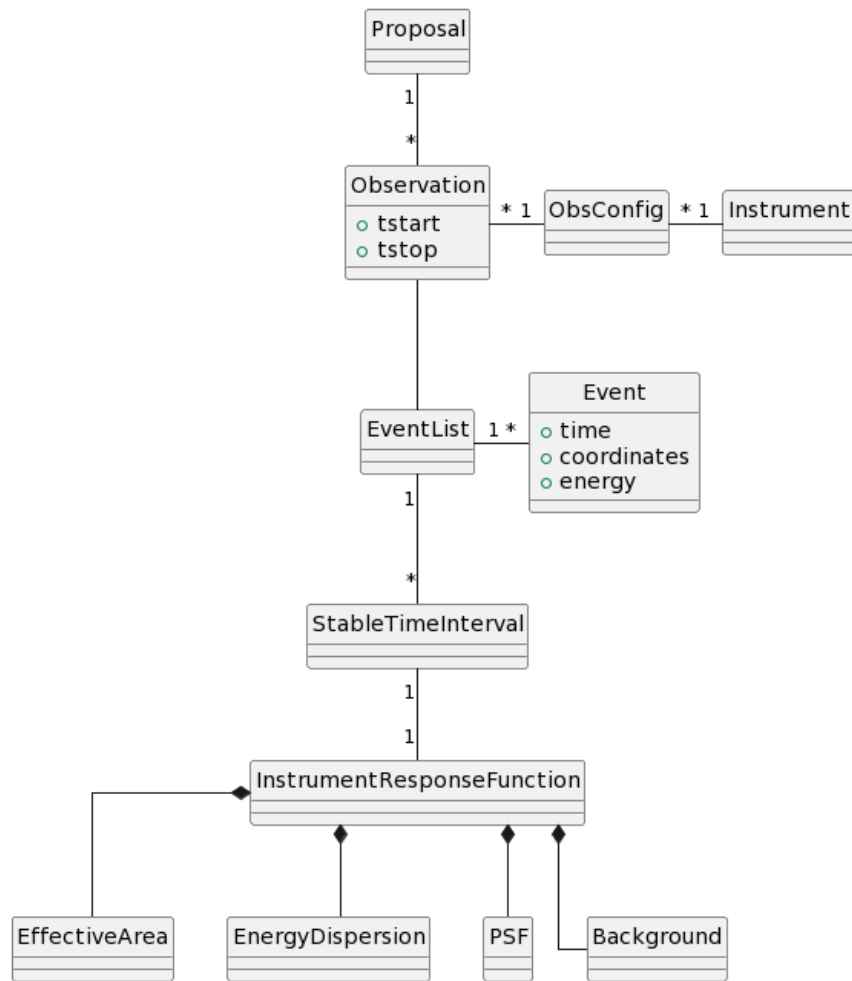 Proposal
1
*
Observation
tstart
tstop
* 1
ObsConfig
* 1
Instrument
EventList
1 *
Event
time
coordinates
energy
1
*
StableTimeInterval
1
1
InstrumentResponseFunction
EffectiveArea
EnergyDispersion
PSF
Background